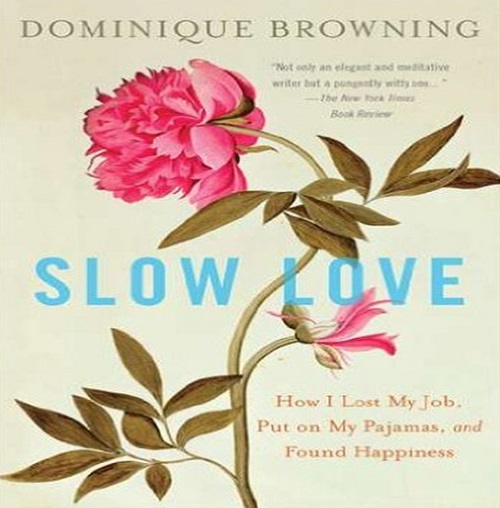 DOMINIQUE BROWNING
"Not only an elegant and meditative
writer but a pungently witty one..."
—The New York Times
Book Review
SLOW LOVE
How I Lost My Job,
Put on My Pajamas, and
Found Happiness